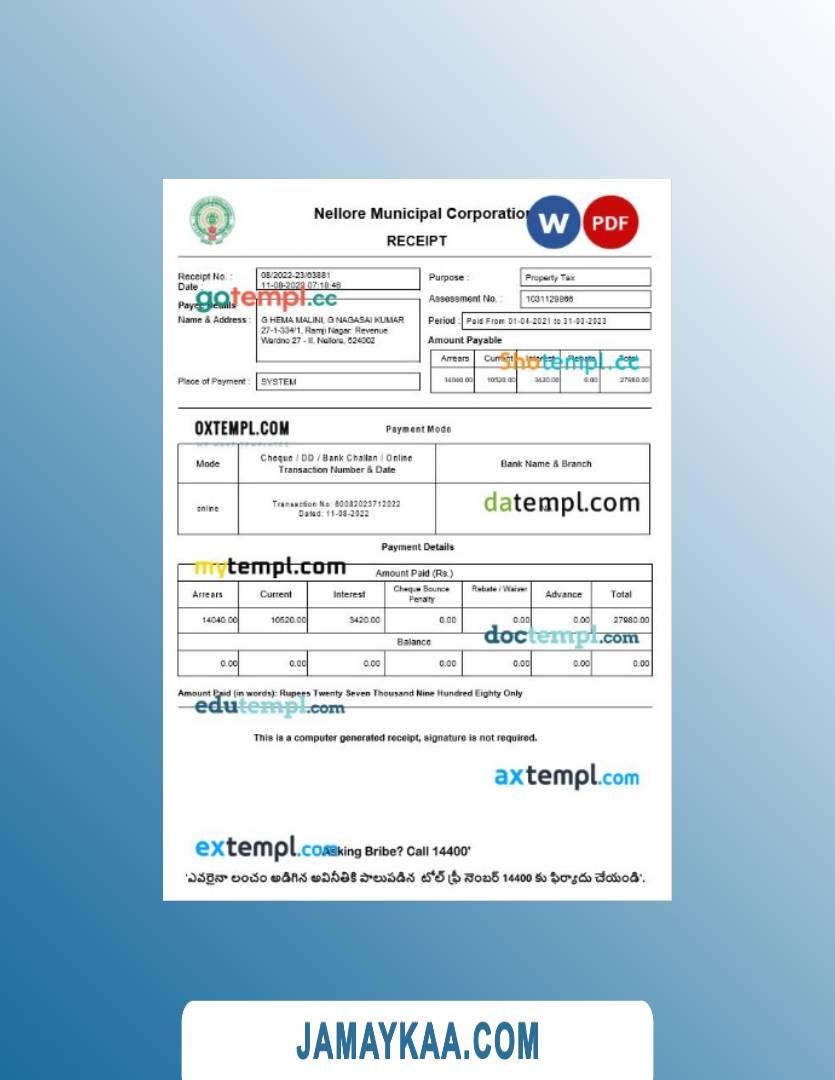 Nellore Municipal Corporation
RECEIPT
W
PDF
Receipt No. : 08/2022-23/63881
Date : 11-08-2022 07:18:46
gotempl.cc
Payee Details
Name & Address : G HEMA MALINI, G NAGASAI KUMAR
27-1-334/1, Ramji Nagar, Revenue
Wardno 27 - II, Nellore, 524002
Place of Payment : SYSTEM
Purpose : Property Tax
Assessment No. : 1031129866
Period : Paid From 01-04-2021 to 31-03-2023
Amount Payable
Arrears Current Interest Rebate Total
Shotempl.cc
14040.00 10520.00 3420.00 0.00 27980.00
OXTEMPL.COM
Payment Mode
Mode Cheque / DD / Bank Challan / Online Transaction Number & Date Bank Name & Branch
online Transaction No: 60082023712022
Dated: 11-08-2022
datempl.com
Payment Details
mytempl.com
Amount Paid (Rs.)
Arrears Current Interest Cheque Bounce Penalty Rebate / Waiver Advance Total
14040.00 10520.00 3420.00 0.00 0.00 0.00 27980.00
doctempl.com
Balance
0.00 0.00 0.00 0.00 0.00 0.00 0.00
Amount Paid (in words): Rupees Twenty Seven Thousand Nine Hundred Eighty Only
edutempl.com
This is a computer generated receipt, signature is not required.
axtempl.com
extempl.com
Asking Bribe? Call 14400'
'ఎవరైనా లంచం అడిగిన అవినీతికి పాలుపడిన టోల్ ఫ్రీ నెంబర్ 14400 కు ఫిర్యాదు చేయండి'.
JAMAYKAA.COM